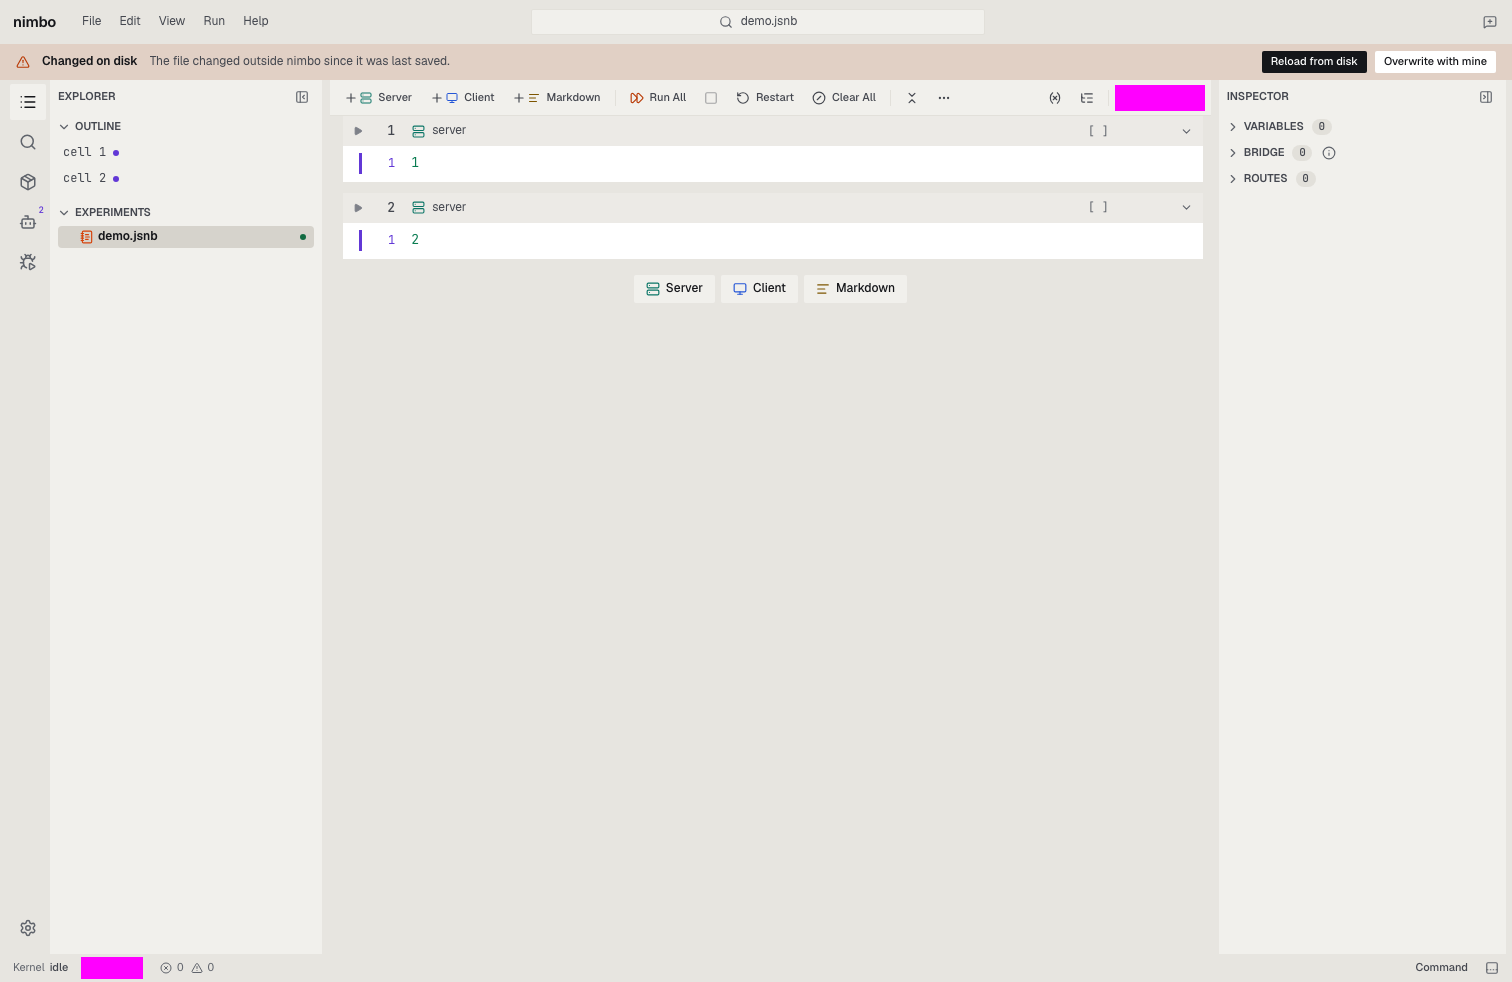 nimbo File Edit View Run Help demo.jsnb
Changed on disk The file changed outside nimbo since it was last saved. Reload from disk Overwrite with mine
EXPLORER
OUTLINE
cell 1
cell 2
2
EXPERIMENTS
demo.jsnb
Server Client Markdown Run All Restart Clear All
1 server [ ]
1 1
2 server [ ]
1 2
Server Client Markdown
INSPECTOR
VARIABLES 0
BRIDGE 0
ROUTES 0
Kernel idle 0 0 Command